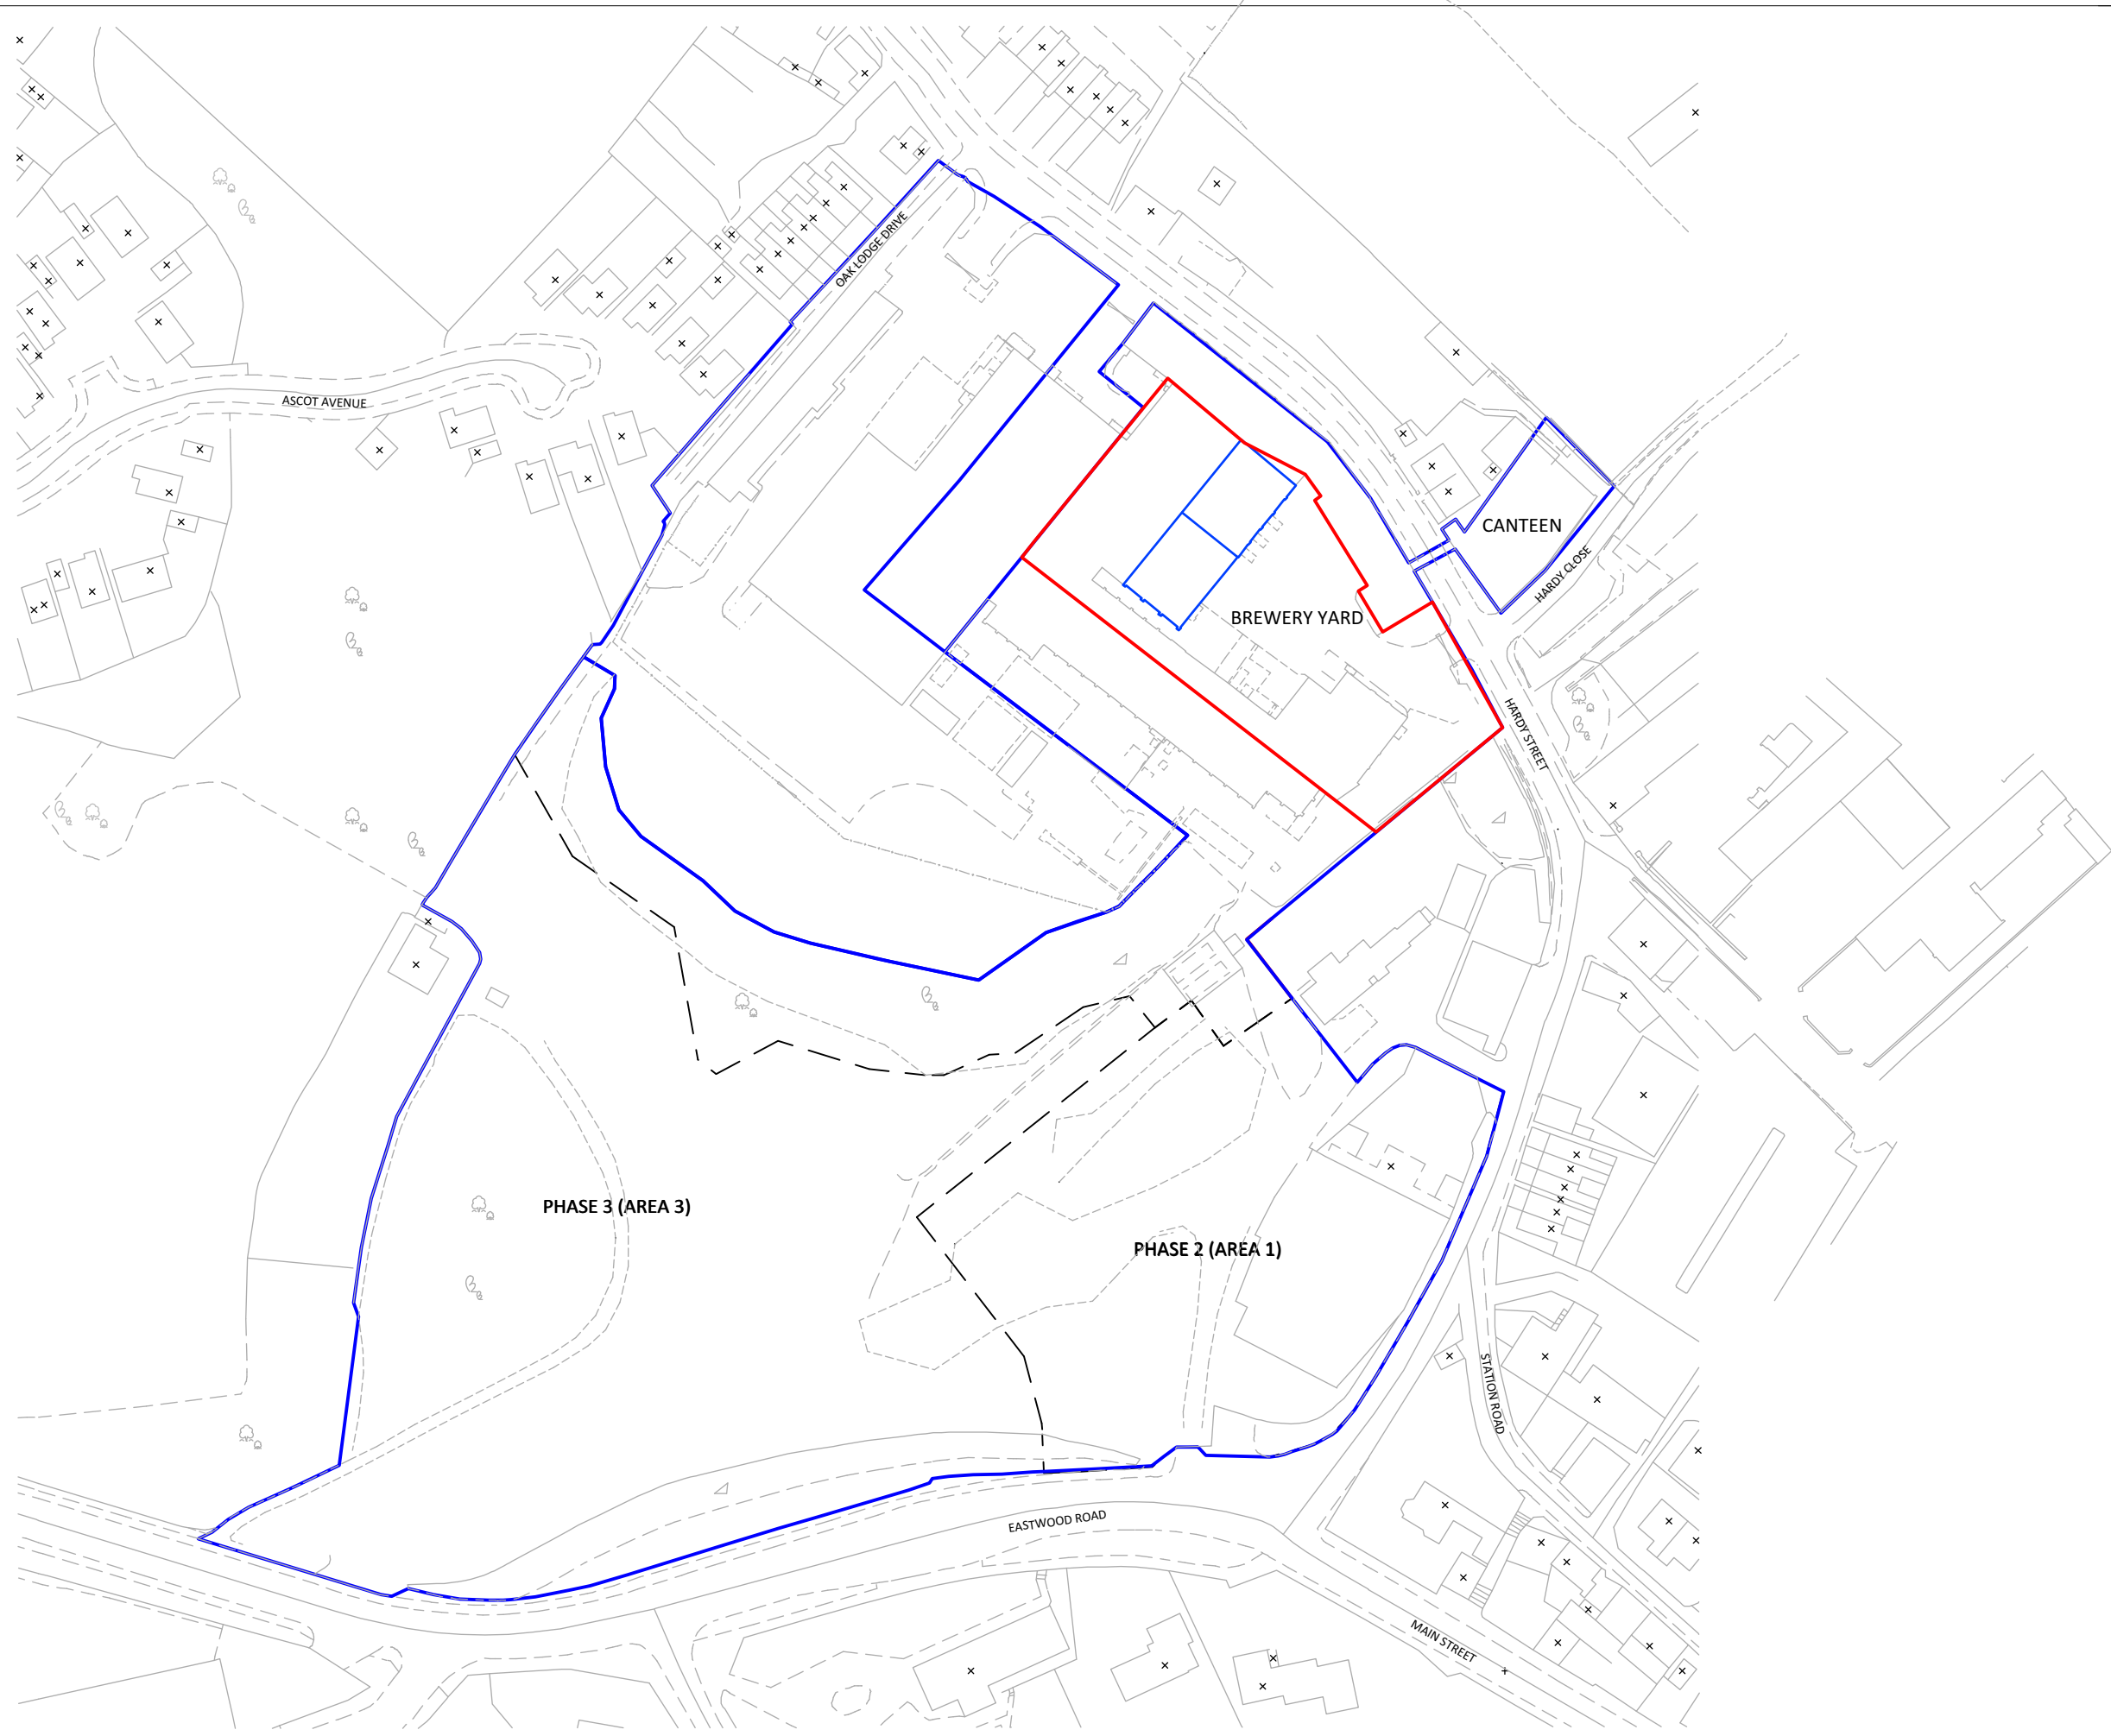 OAK LODGE DRIVE
ASCOT AVENUE
CANTEEN
HARDY CLOSE
BREWERY YARD
HARDY STREET
PHASE 3 (AREA 3)
PHASE 2 (AREA 1)
STATION ROAD
EASTWOOD ROAD
MAIN STREET